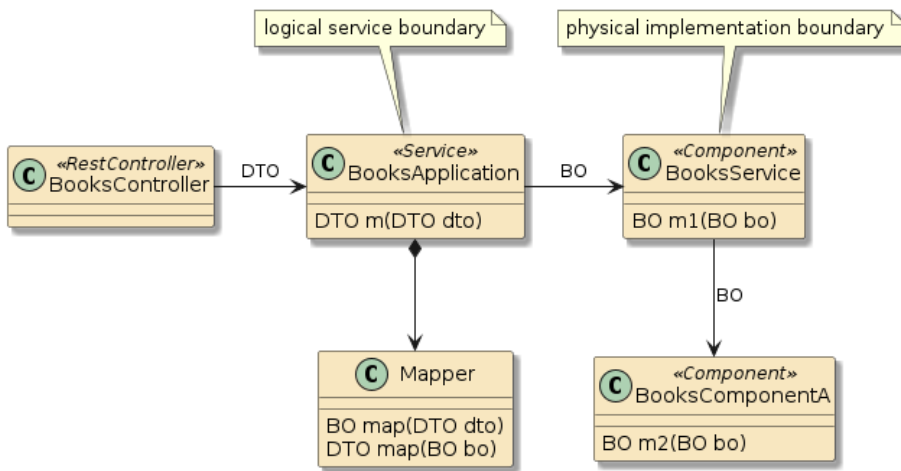 logical service boundary
physical implementation boundary
C «RestController»
BooksController
DTO
C «Service»
BooksApplication
DTO m(DTO dto)
BO
C «Component»
BooksService
BO m1(BO bo)
BO
C Mapper
BO map(DTO dto)
DTO map(BO bo)
C «Component»
BooksComponentA
BO m2(BO bo)